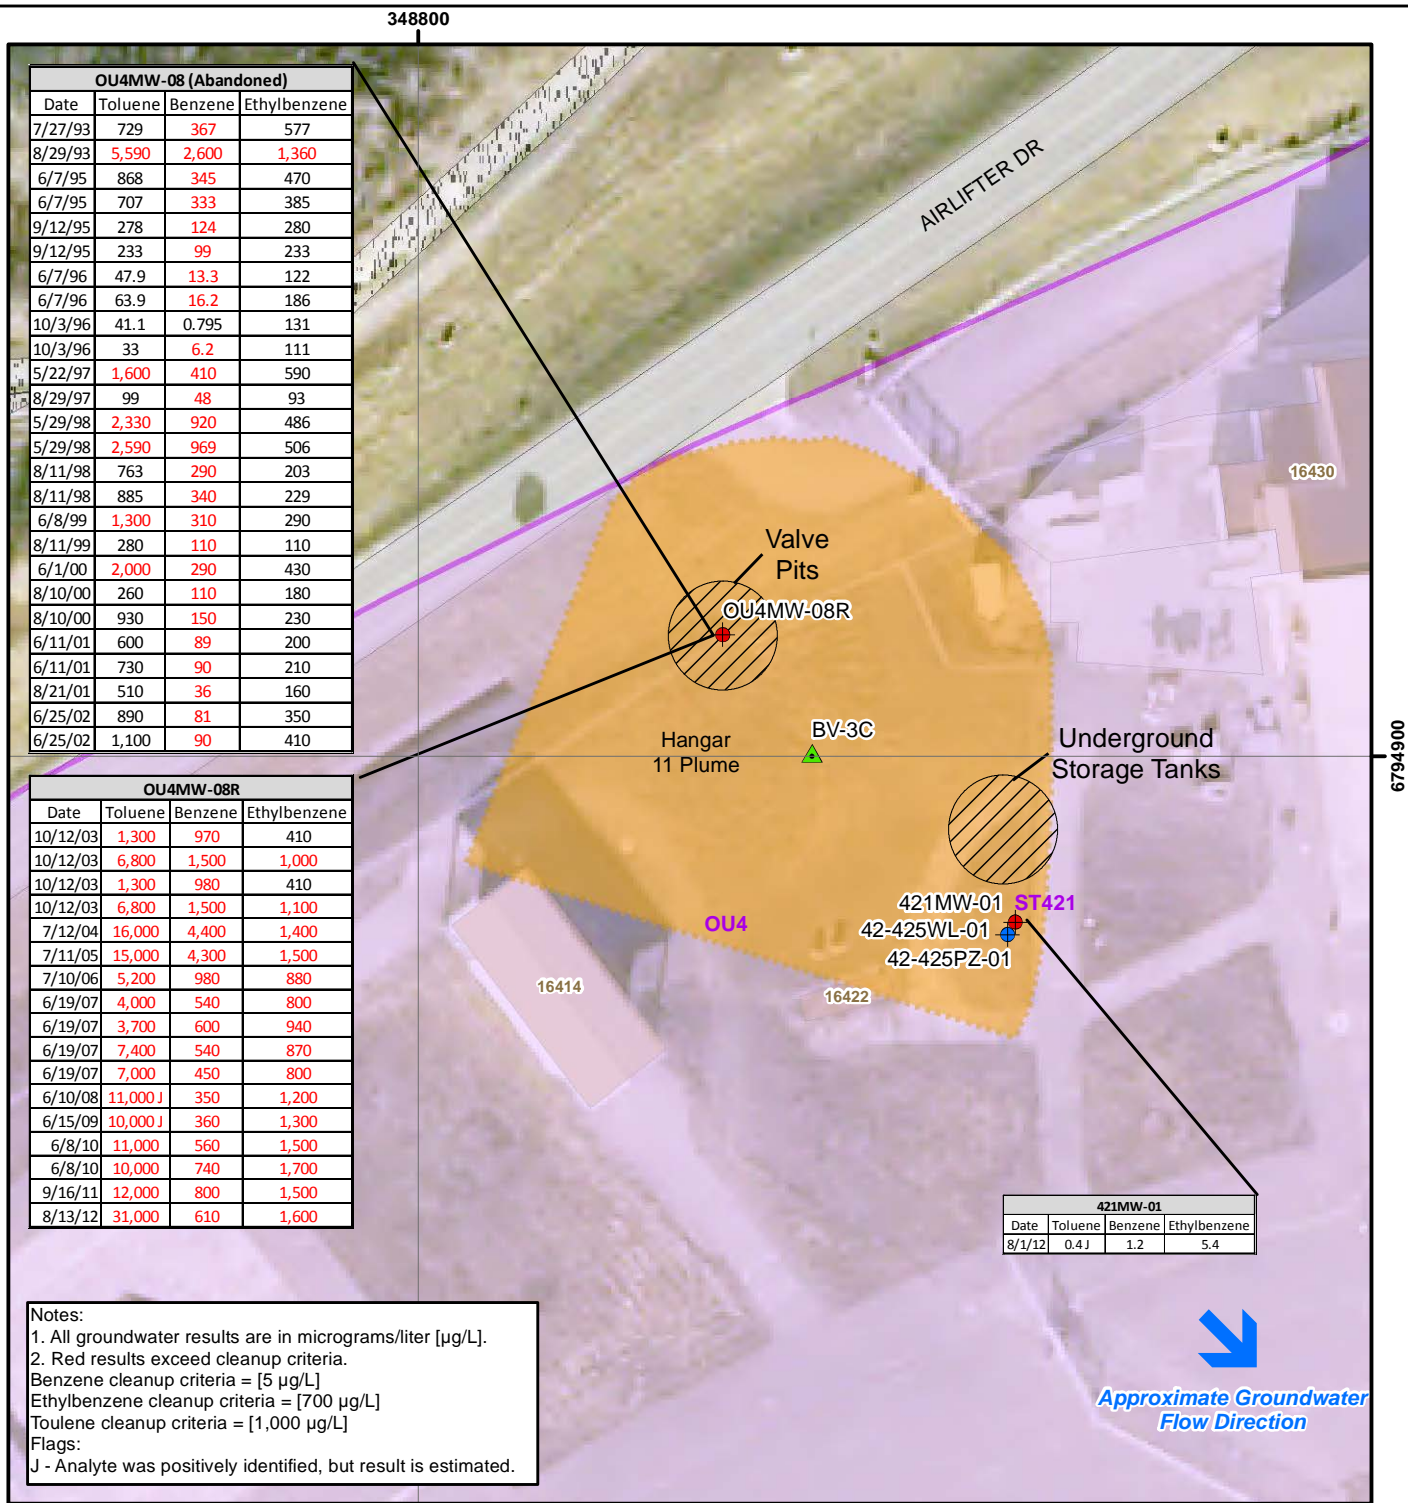 348800
OU4MW-08 (Abandoned)
Date Toluene Benzene Ethylbenzene
7/27/93 729 367 577
8/29/93 5,590 2,600 1,360
6/7/95 868 345 470
6/7/95 707 333 385
9/12/95 278 124 280
9/12/95 233 99 233
6/7/96 47.9 13.3 122
6/7/96 63.9 16.2 186
10/3/96 41.1 0.795 131
10/3/96 33 6.2 111
5/22/97 1,600 410 590
8/29/97 99 48 93
5/29/98 2,330 920 486
5/29/98 2,590 969 506
8/11/98 763 290 203
8/11/98 885 340 229
6/8/99 1,300 310 290
8/11/99 280 110 110
6/1/00 2,000 290 430
8/10/00 260 110 180
8/10/00 930 150 230
6/11/01 600 89 200
6/11/01 730 90 210
8/21/01 510 36 160
6/25/02 890 81 350
6/25/02 1,100 90 410
OU4MW-08R
Date Toluene Benzene Ethylbenzene
10/12/03 1,300 970 410
10/12/03 6,800 1,500 1,000
10/12/03 1,300 980 410
10/12/03 6,800 1,500 1,100
7/12/04 16,000 4,400 1,400
7/11/05 15,000 4,300 1,500
7/10/06 5,200 980 880
6/19/07 4,000 540 800
6/19/07 3,700 600 940
6/19/07 7,400 540 870
6/19/07 7,000 450 800
6/10/08 11,000 J 350 1,200
6/15/09 10,000 J 360 1,300
6/8/10 11,000 560 1,500
6/8/10 10,000 740 1,700
9/16/11 12,000 800 1,500
8/13/12 31,000 610 1,600
AIRLIFTER DR
16430
Valve
Pits
OU4MW-08R
BV-3C
Hangar
11 Plume
Underground
Storage Tanks
6794900
421MW-01 ST421
42-425WL-01
42-425PZ-01
OU4
16414
16422
421MW-01
Date Toluene Benzene Ethylbenzene
8/1/12 0.4 J 1.2 5.4
Notes:
1. All groundwater results are in micrograms/liter [µg/L].
2. Red results exceed cleanup criteria.
Benzene cleanup criteria = [5 µg/L]
Ethylbenzene cleanup criteria = [700 µg/L]
Toulene cleanup criteria = [1,000 µg/L]
Flags:
J - Analyte was positively identified, but result is estimated.
Approximate Groundwater
Flow Direction